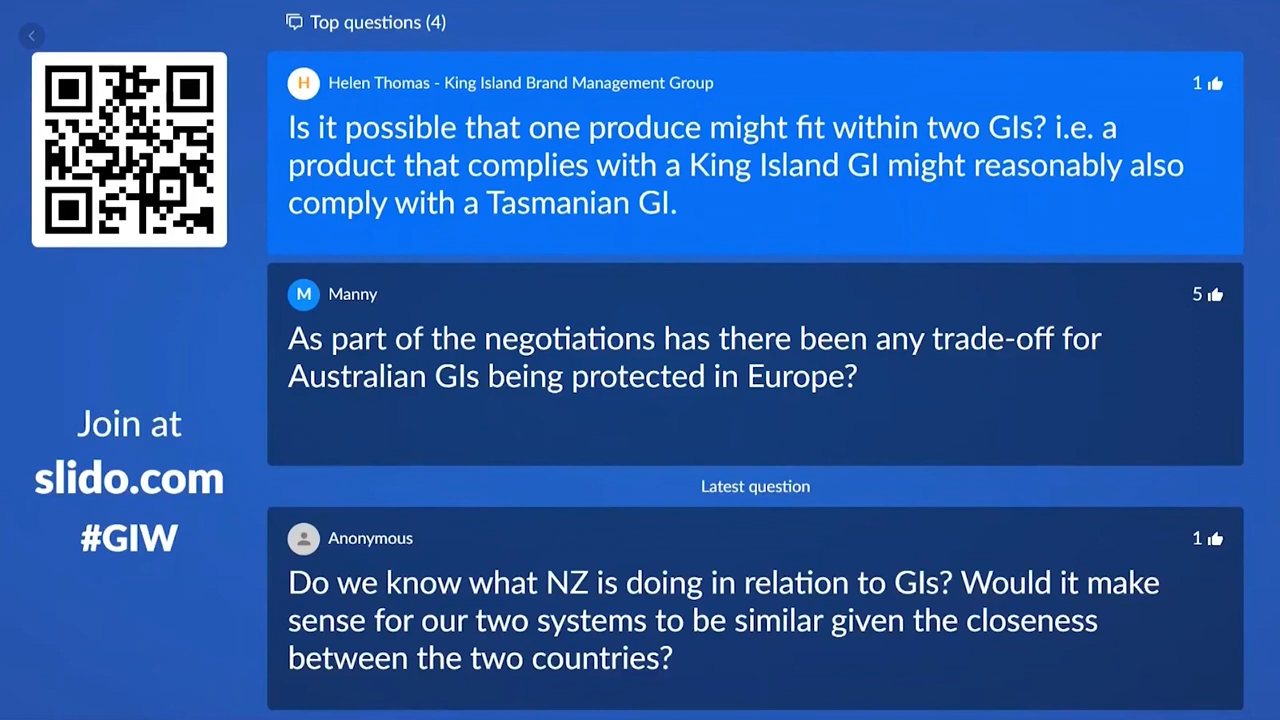 Top questions (4)
H Helen Thomas - King Island Brand Management Group 1
Is it possible that one produce might fit within two GIs? i.e. a
product that complies with a King Island GI might reasonably also
comply with a Tasmanian GI.
M Manny 5
As part of the negotiations has there been any trade-off for
Australian GIs being protected in Europe?
Latest question
Anonymous 1
Do we know what NZ is doing in relation to GIs? Would it make
sense for our two systems to be similar given the closeness
between the two countries?
Join at
slido.com
#GIW